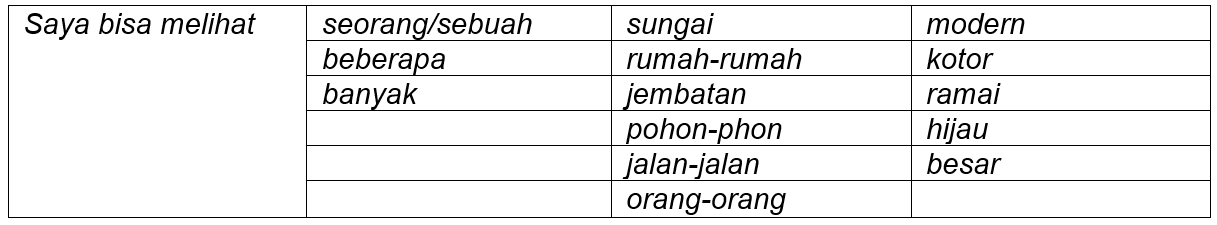 Saya bisa melihat seorang/sebuah sungai modern
beberapa rumah-rumah kotor
banyak jembatan ramai
pohon-phon hijau
jalan-jalan besar
orang-orang